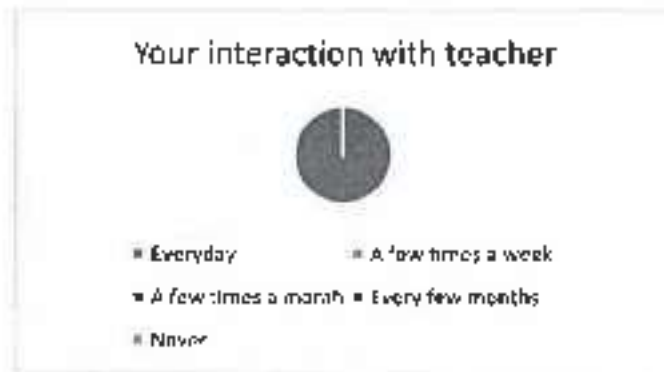 Your interaction with teacher
Everyday A few times a week
A few times a month Every few months
Never